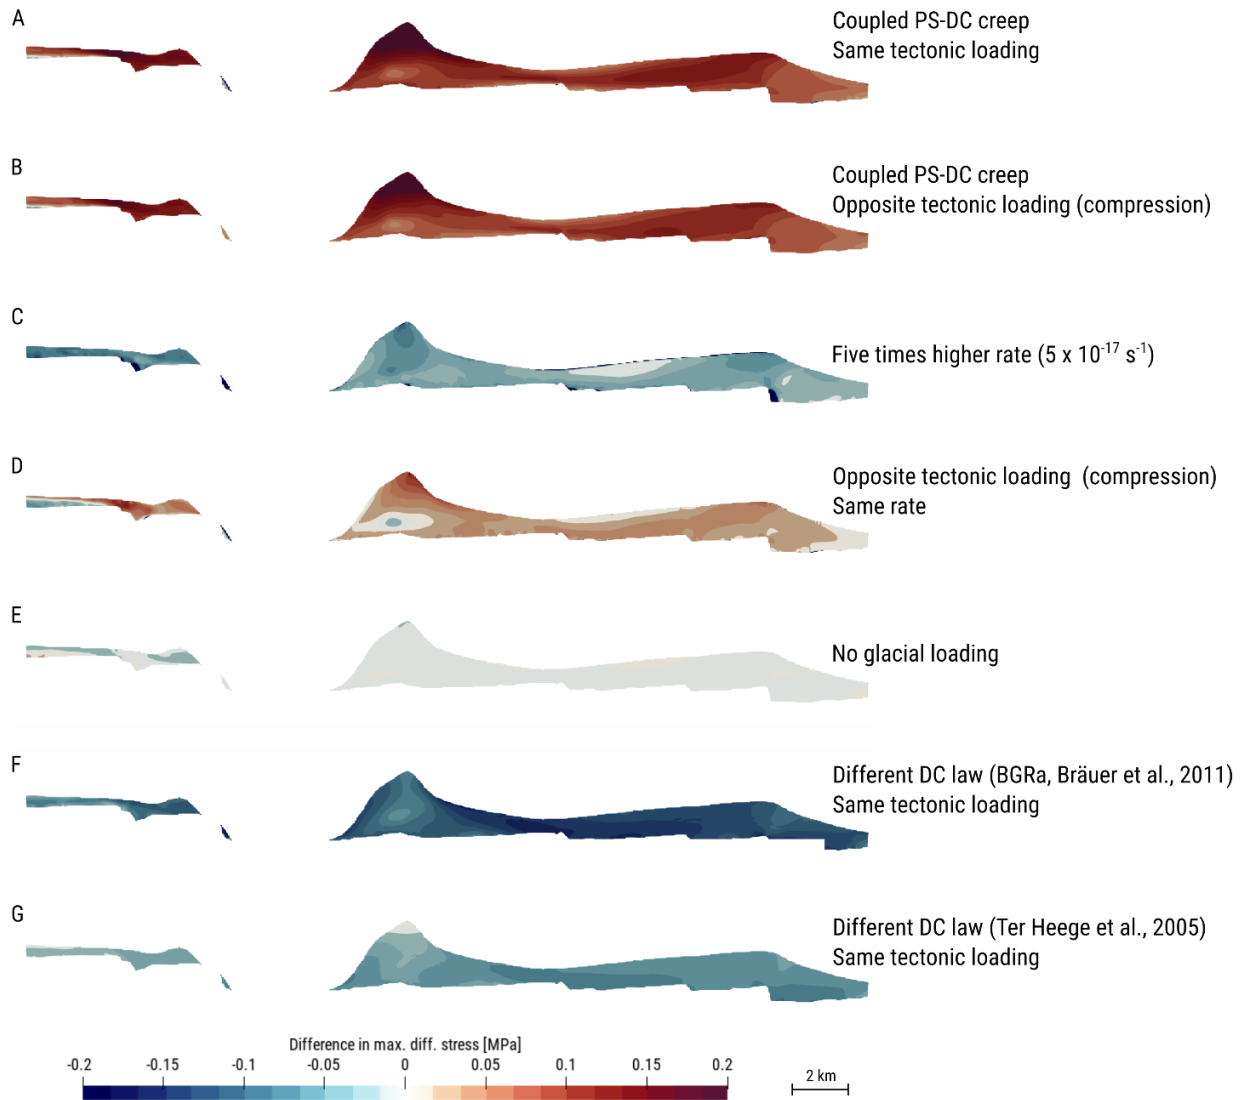 A
Coupled PS-DC creep
Same tectonic loading
B
Coupled PS-DC creep
Opposite tectonic loading (compression)
C
Five times higher rate (5 x 10⁻¹⁷ s⁻¹)
D
Opposite tectonic loading (compression)
Same rate
E
No glacial loading
F
Different DC law (BGRa, Bräuer et al., 2011)
Same tectonic loading
G
Different DC law (Ter Heege et al., 2005)
Same tectonic loading
Difference in max. diff. stress [MPa]
-0.2 -0.15 -0.1 -0.05 0 0.05 0.1 0.15 0.2
2 km